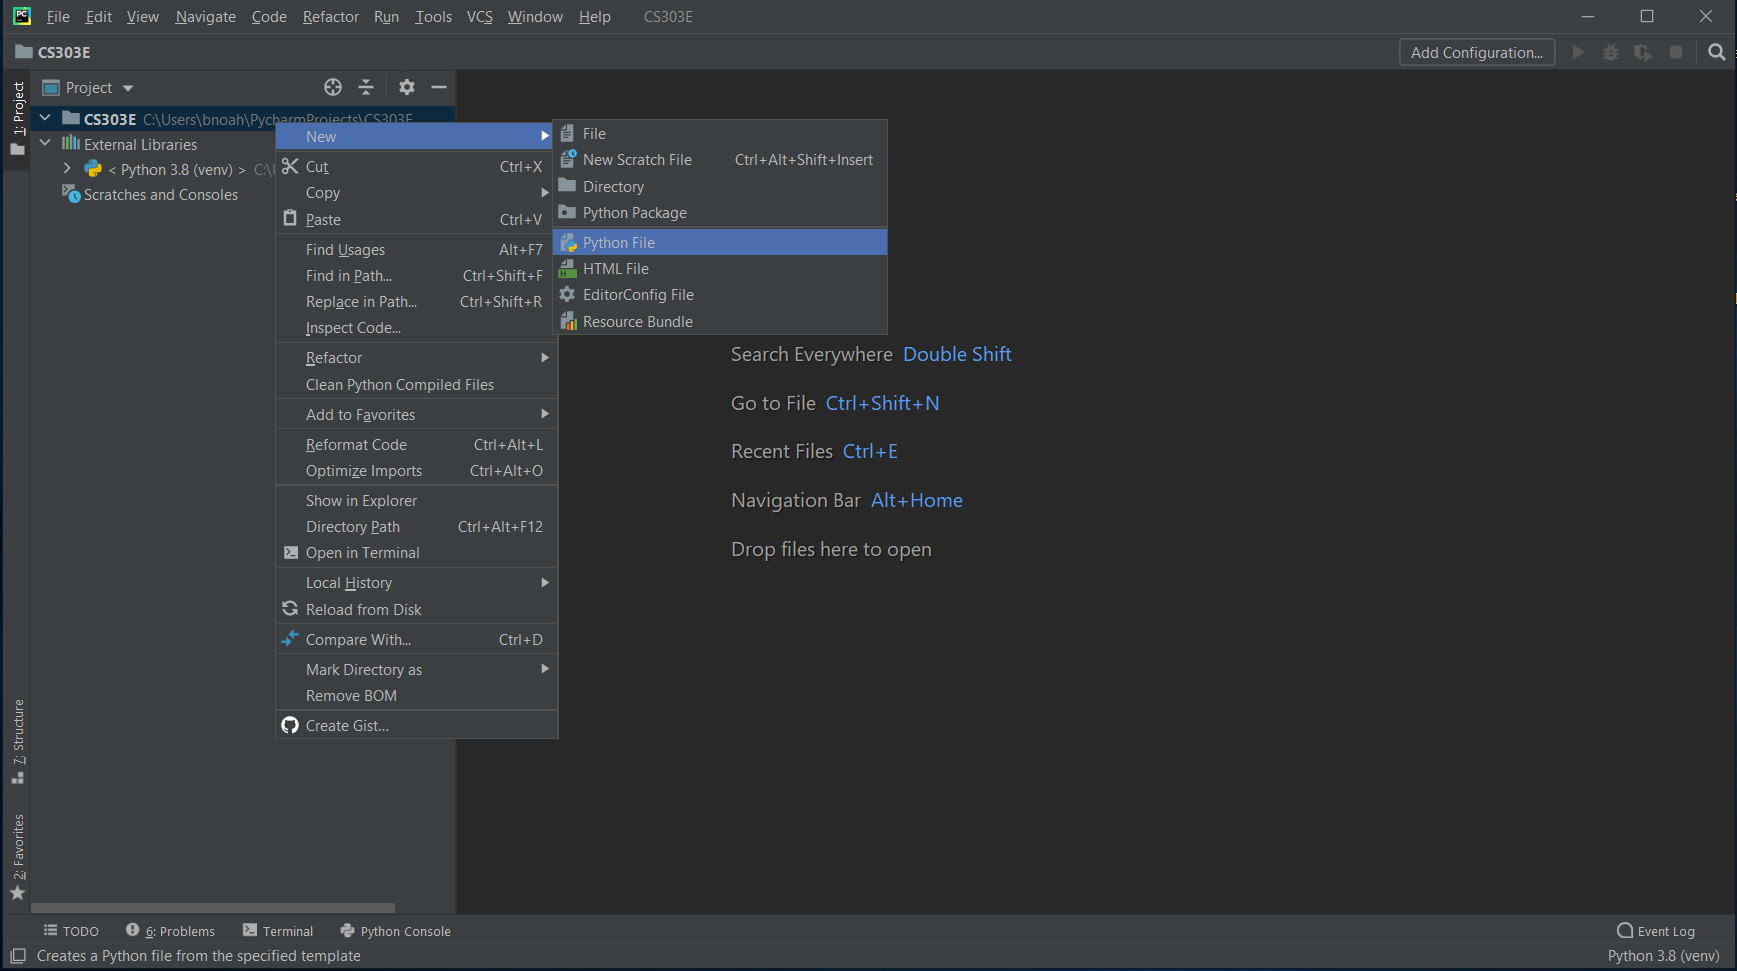 PC File Edit View Navigate Code Refactor Run Tools VCS Window Help CS303E
CS303E Add Configuration...
1: Project
Project
CS303E C:\Users\bnoah\PycharmProjects\CS303E
External Libraries
< Python 3.8 (venv) > C:\
Scratches and Consoles
New
Cut Ctrl+X
Copy
Paste Ctrl+V
Find Usages Alt+F7
Find in Path... Ctrl+Shift+F
Replace in Path... Ctrl+Shift+R
Inspect Code...
Refactor
Clean Python Compiled Files
Add to Favorites
Reformat Code Ctrl+Alt+L
Optimize Imports Ctrl+Alt+O
Show in Explorer
Directory Path Ctrl+Alt+F12
Open in Terminal
Local History
Reload from Disk
Compare With... Ctrl+D
Mark Directory as
Remove BOM
Create Gist...
File
New Scratch File Ctrl+Alt+Shift+Insert
Directory
Python Package
Python File
HTML File
EditorConfig File
Resource Bundle
Search Everywhere Double Shift
Go to File Ctrl+Shift+N
Recent Files Ctrl+E
Navigation Bar Alt+Home
Drop files here to open
7: Structure
2: Favorites
TODO 6: Problems Terminal Python Console Event Log
Creates a Python file from the specified template Python 3.8 (venv)